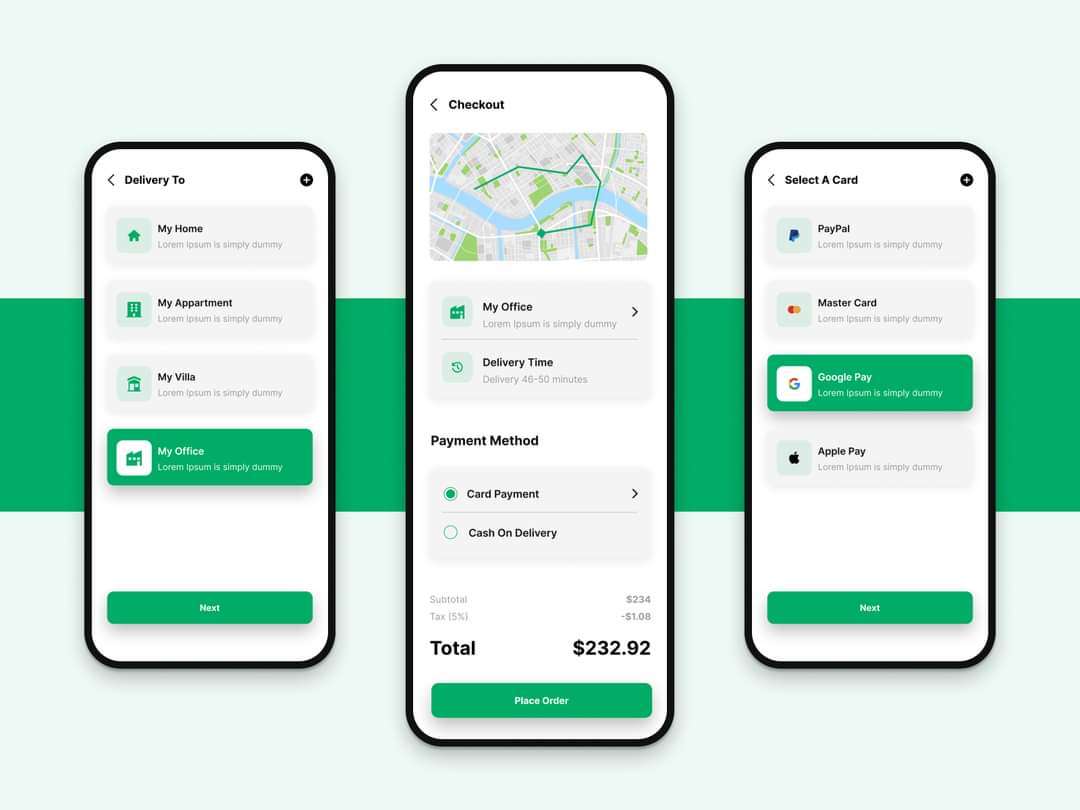 Delivery To
My Home
Lorem Ipsum is simply dummy
My Appartment
Lorem Ipsum is simply dummy
My Villa
Lorem Ipsum is simply dummy
My Office
Lorem Ipsum is simply dummy
Next
Checkout
My Office
Lorem Ipsum is simply dummy
Delivery Time
Delivery 46-50 minutes
Payment Method
Card Payment
Cash On Delivery
Subtotal $234
Tax (5%) -$1.08
Total $232.92
Place Order
Select A Card
PayPal
Lorem Ipsum is simply dummy
Master Card
Lorem Ipsum is simply dummy
Google Pay
Lorem Ipsum is simply dummy
Apple Pay
Lorem Ipsum is simply dummy
Next